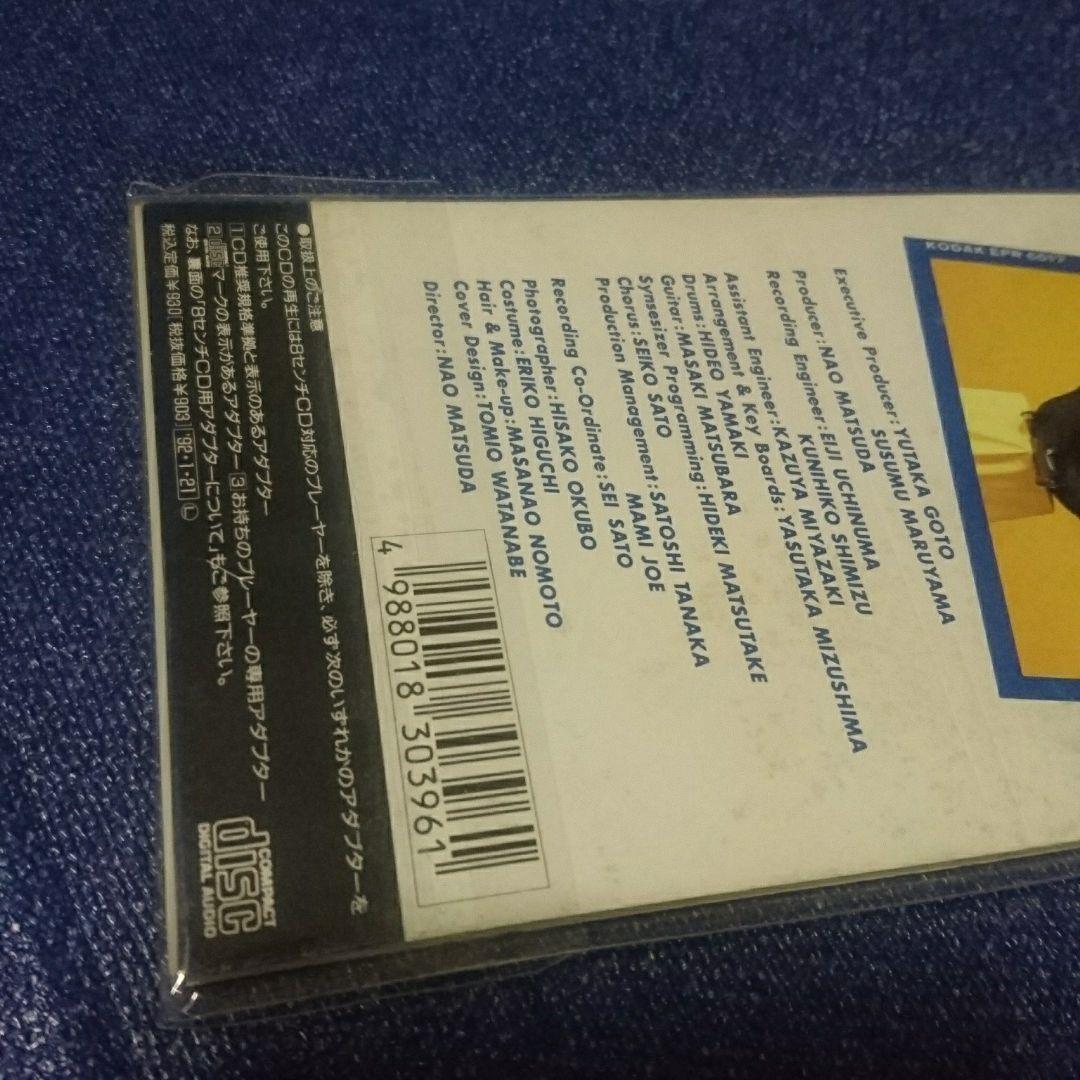 KODAK EPR 6017
Executive Producer:YUTAKA GOTO
SUSUMU MARUYAMA
Producer:NAO MATSUDA
Recording Engineer:EIJI UCHINUMA
KUNIHIKO SHIMIZU
Assistant Engineer:KAZUYA MIYAZAKI
Arrangement & Key Boards:YASUTAKA MIZUSHIMA
Drums:HIDEO YAMAKI
Guitar:MASAKI MATSUBARA
Synsesizer Programming:HIDEKI MATSUTAKE
Chorus:SEIKO SATO
Production Management:SATOSHI TANAKA
MAMI JOE
Recording Co-Ordinate:SEI SATO
Photographer:HISAKO OKUBO
Costume:ERIKO HIGUCHI
Hair & Make-up:MASANAO NOMOTO
Cover Design:TOMIO WATANABE
Director:NAO MATSUDA
4 988018 303961
●取扱上のご注意
このCDの再生には8センチCD対応のプレーヤーを除き、必ず次のいずれかのアダプターを
ご使用下さい。
1CD推奨規格準拠と表示のあるアダプター 3お持ちのプレーヤーの専用アダプター
2 disc マークの表示があるアダプター
なお、裏面の「8センチCD用アダプターについて」もご参照下さい。
税込定価¥930(税抜価格¥903) '92・1・21 Ⓛ
COMPACT
disc
DIGITAL AUDIO